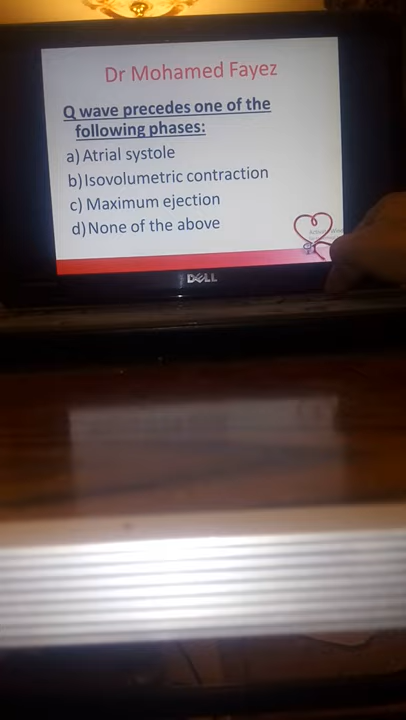 Dr Mohamed Fayez
Q wave precedes one of the
following phases:
a) Atrial systole
b) Isovolumetric contraction
c) Maximum ejection
d) None of the above
DELL